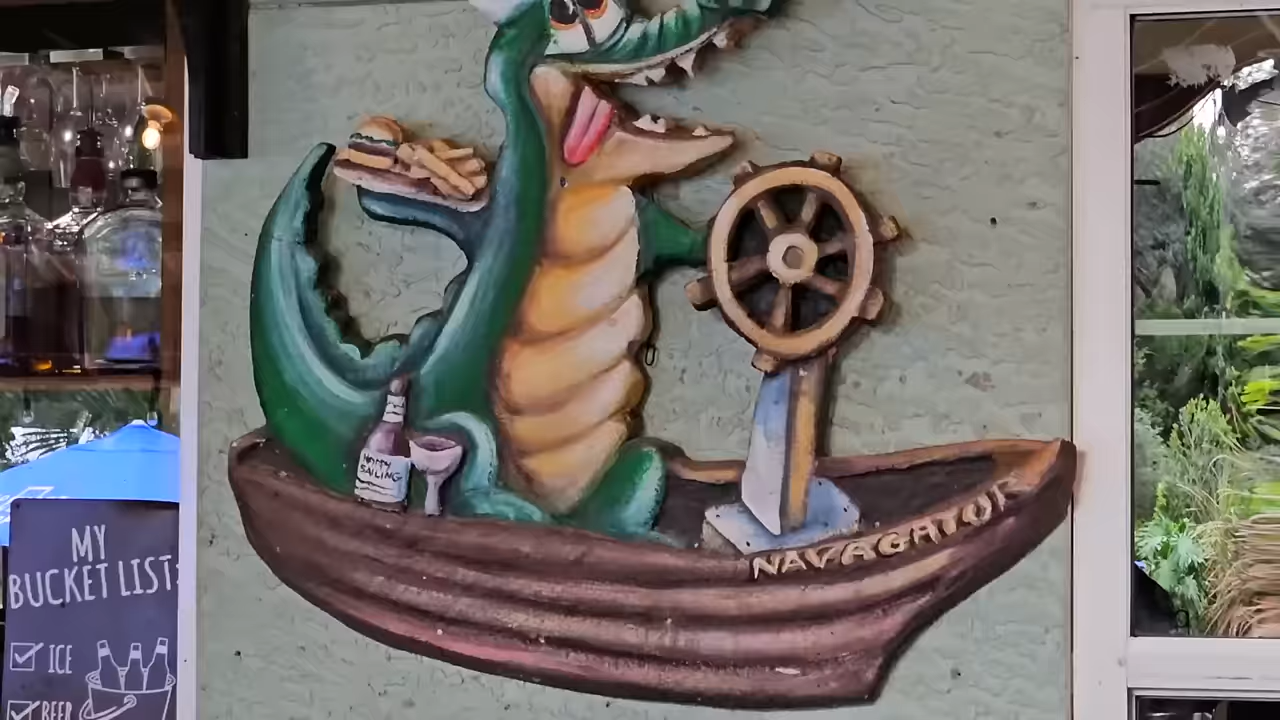 HAPPY
SAILING
NAVAGATOR
MY
BUCKET LIST:
ICE
BEER